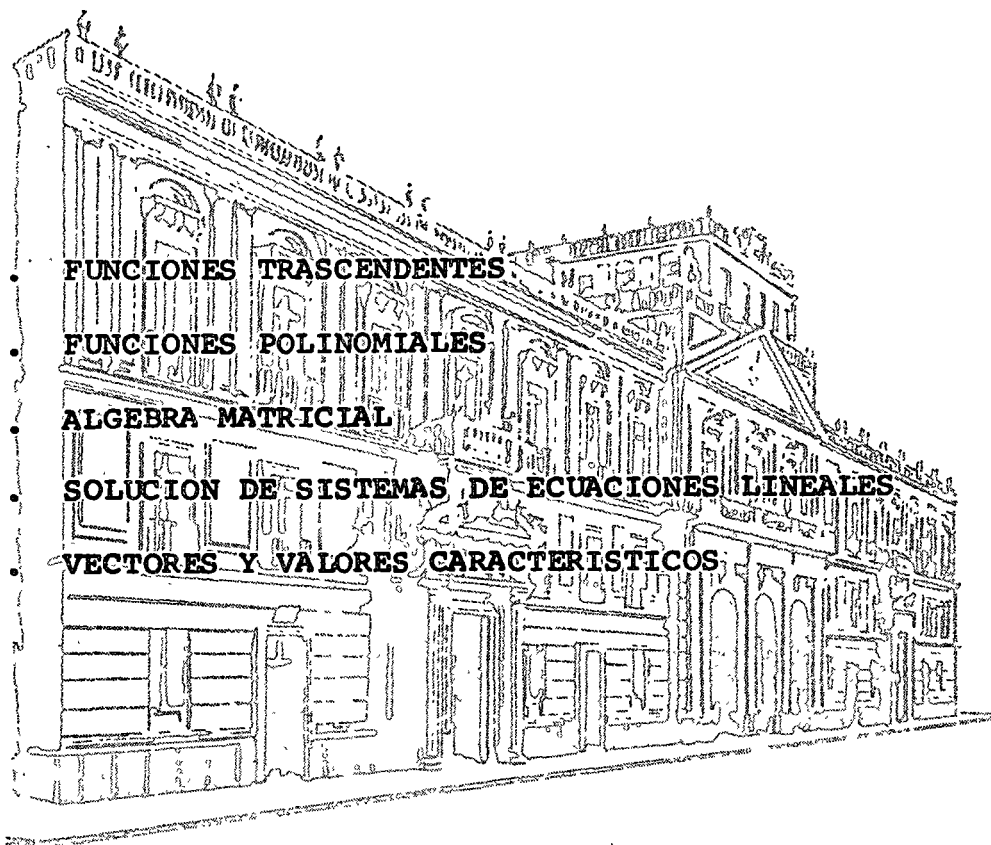 . FUNCIONES TRASCENDENTES.
. FUNCIONES POLINOMIALES
. ALGEBRA MATRICIAL
. SOLUCION DE SISTEMAS DE ECUACIONES LINEALES
. VECTORES Y VALORES CARACTERISTICOS